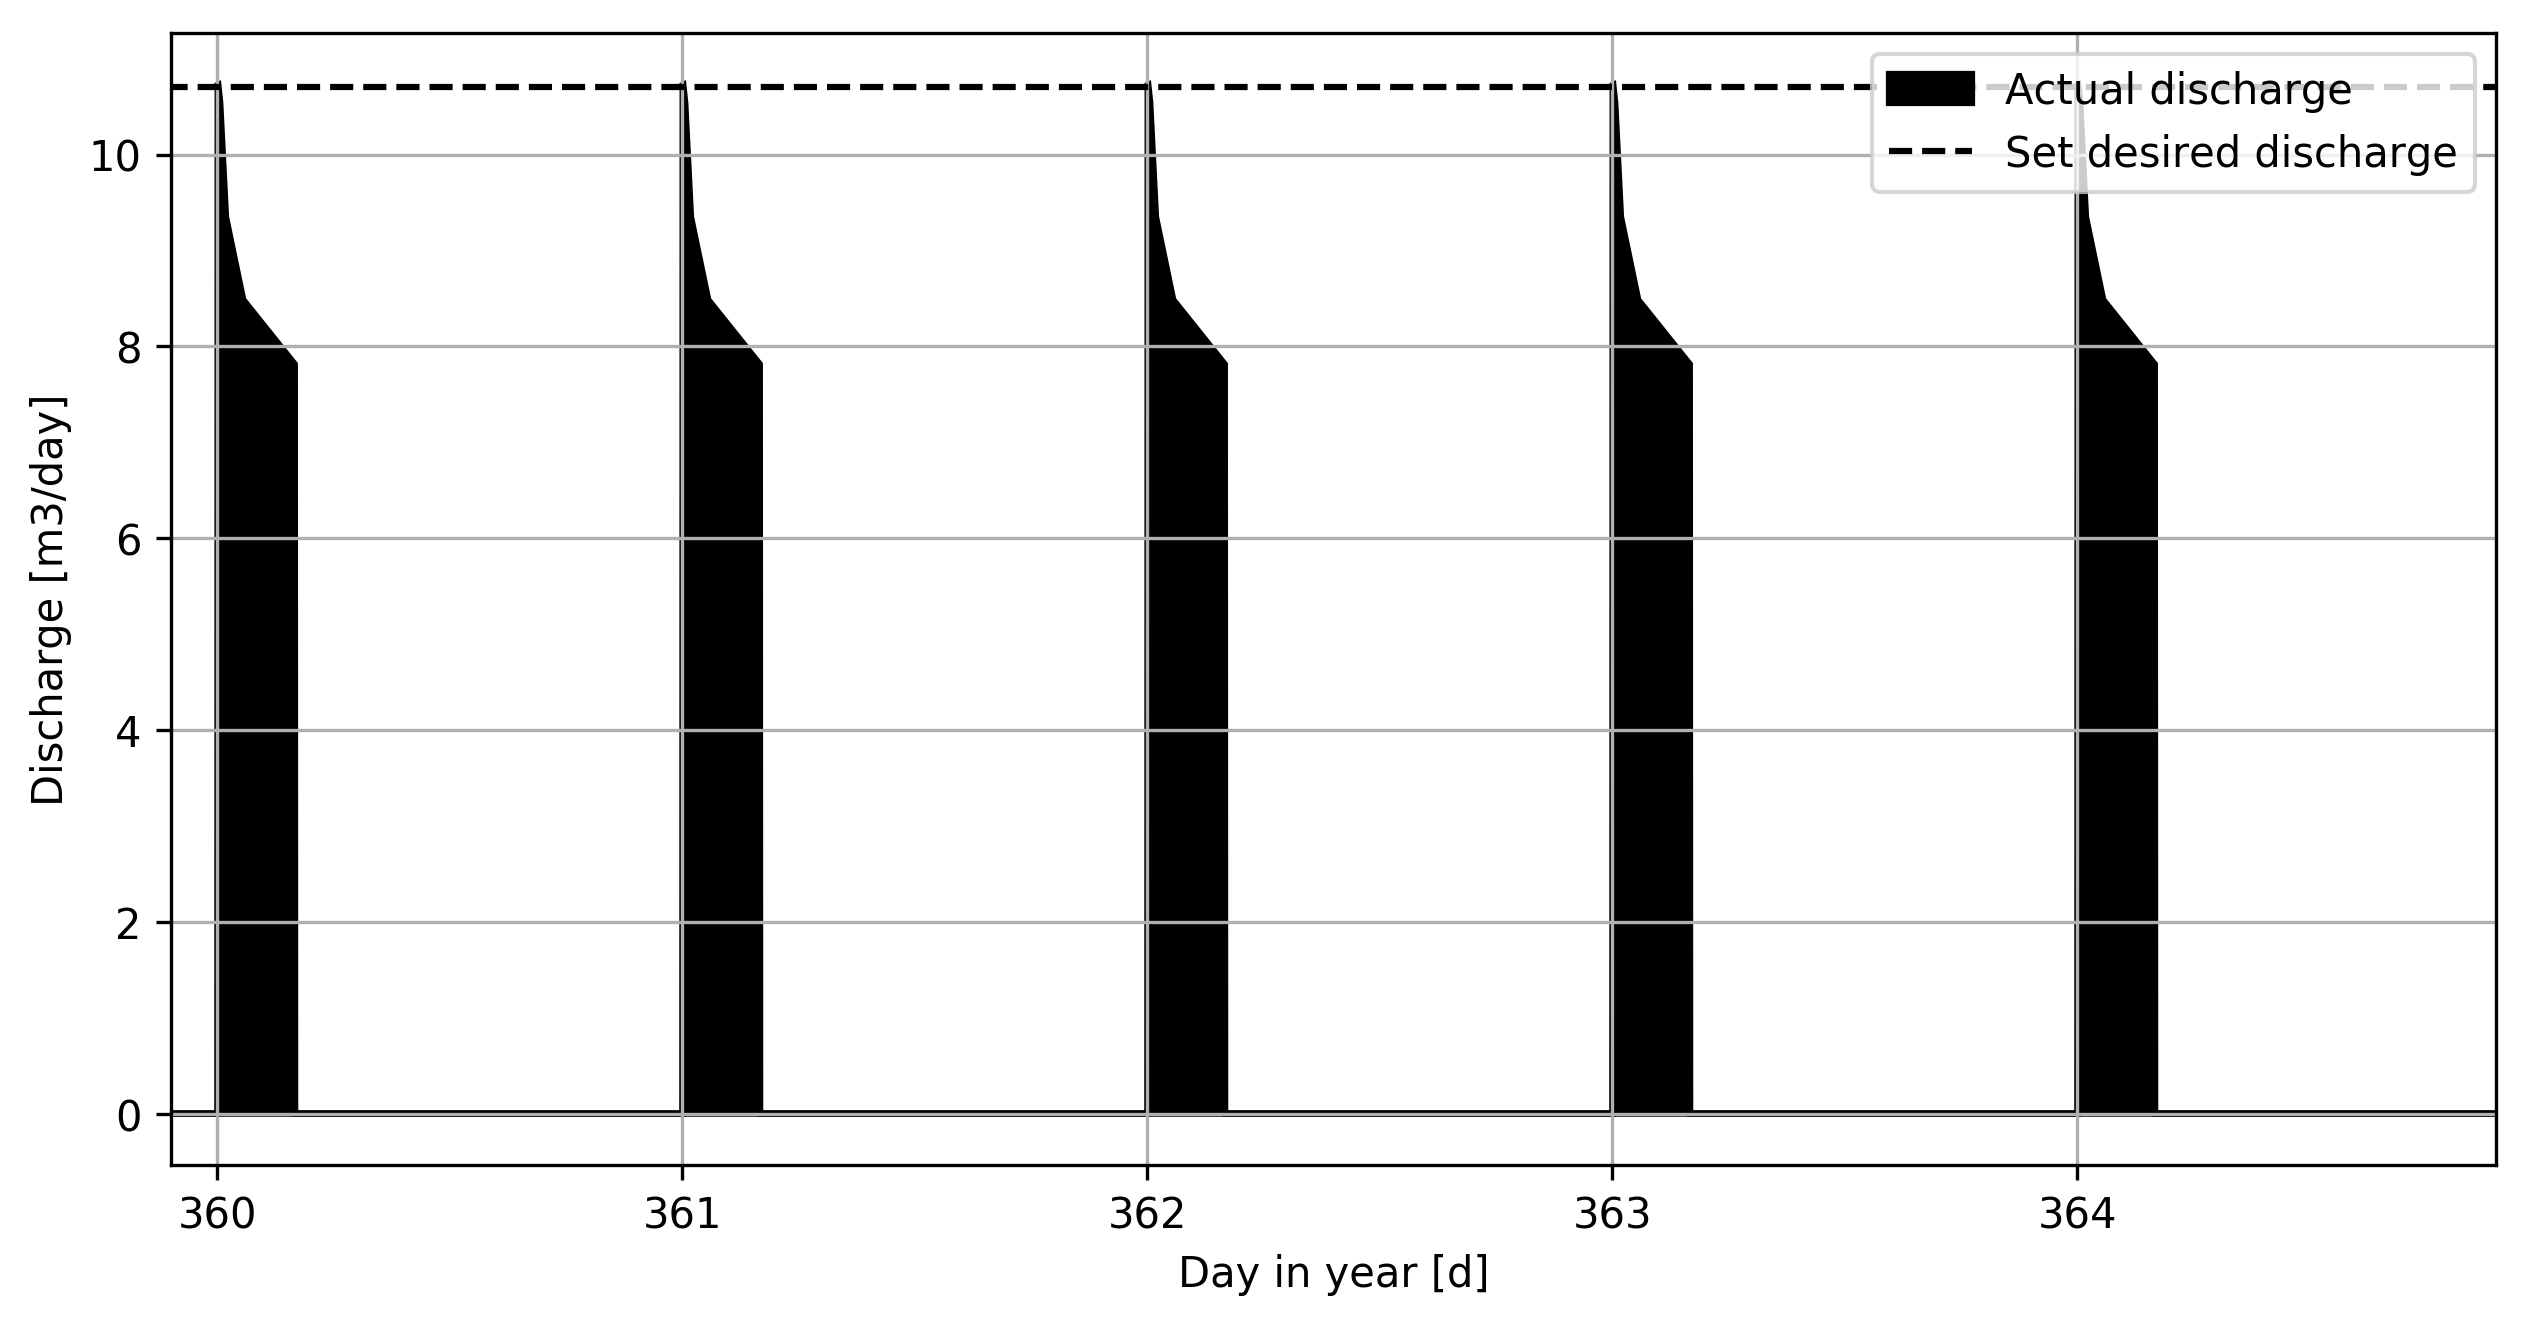 Actual discharge
Set desired discharge
Discharge [m3/day]
10
8
6
4
2
0
360 361 362 363 364
Day in year [d]